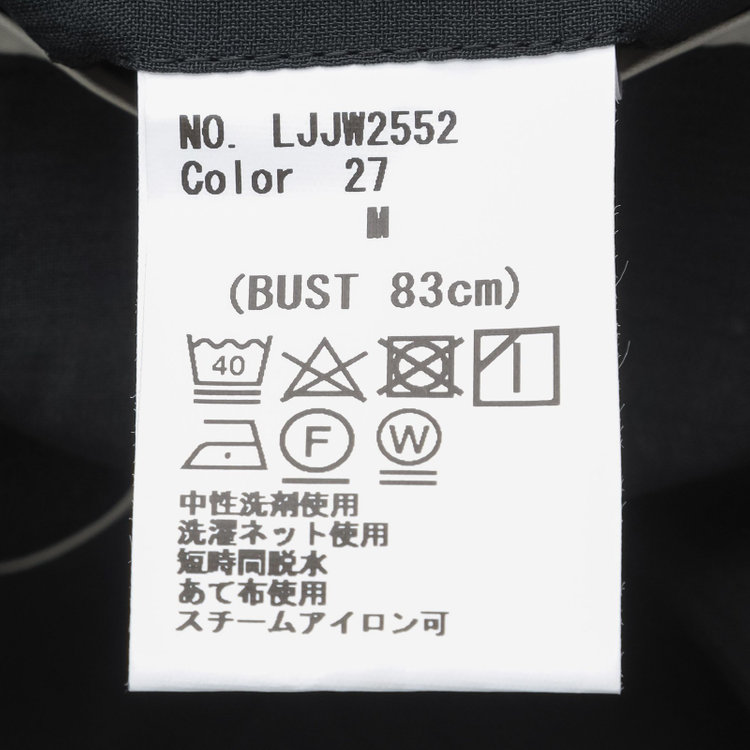 NO. LJJW2552
Color 27
M
(BUST 83cm)
40
F W
中性洗剤使用
洗濯ネット使用
短時間脱水
あて布使用
スチームアイロン可